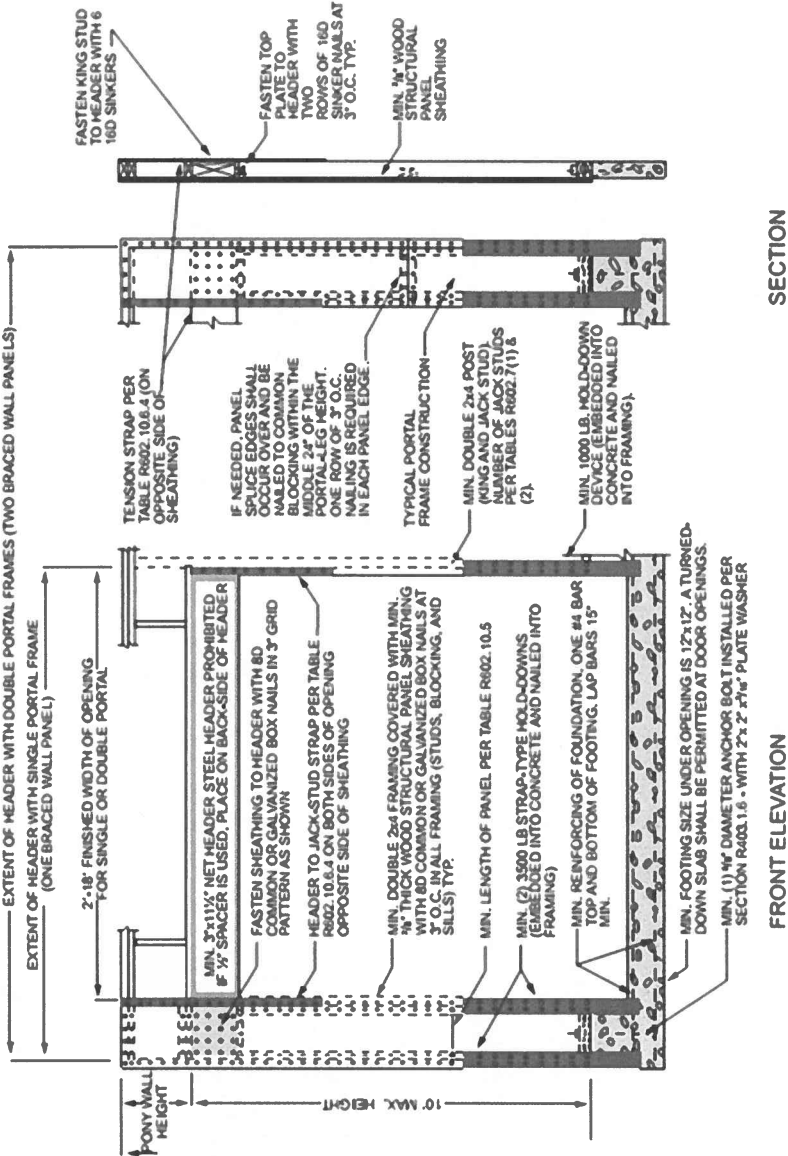 EXTENT OF HEADER WITH DOUBLE PORTAL FRAMES (TWO BRACED WALL PANELS)
EXTENT OF HEADER WITH SINGLE PORTAL FRAME
(ONE BRACED WALL PANEL)
2'-18' FINISHED WIDTH OF OPENING
FOR SINGLE OR DOUBLE PORTAL
PONY WALL
HEIGHT
10' MAX. HEIGHT
MIN. 3"x11¼" NET HEADER STEEL HEADER PROHIBITED
IF ½" SPACER IS USED, PLACE ON BACK-SIDE OF HEADER
FASTEN SHEATHING TO HEADER WITH 8D
COMMON OR GALVANIZED BOX NAILS IN 3" GRID
PATTERN AS SHOWN
HEADER TO JACK-STUD STRAP PER TABLE
R602.10.6.4 ON BOTH SIDES OF OPENING
OPPOSITE SIDE OF SHEATHING
MIN. DOUBLE 2x4 FRAMING COVERED WITH MIN.
THICK WOOD STRUCTURAL PANEL SHEATHING
WITH 8D COMMON OR GALVANIZED BOX NAILS AT
3" O.C. IN ALL FRAMING (STUDS, BLOCKING, AND
SILLS) TYP.
MIN. LENGTH OF PANEL PER TABLE R602.10.5
MIN. (2) 3500 LB STRAP-TYPE HOLD-DOWNS
(EMBEDDED INTO CONCRETE AND NAILED INTO
FRAMING)
MIN. REINFORCING OF FOUNDATION, ONE #4 BAR
TOP AND BOTTOM OF FOOTING. LAP BARS 15"
MIN.
MIN. FOOTING SIZE UNDER OPENING IS 12"x12". A TURNED-
DOWN SLAB SHALL BE PERMITTED AT DOOR OPENINGS.
MIN. (1) DIAMETER ANCHOR BOLT INSTALLED PER
SECTION R403.1.6 - WITH 2"x 2" x PLATE WASHER
FRONT ELEVATION
TENSION STRAP PER
TABLE R602.10.6.4 (ON
OPPOSITE SIDE OF
SHEATHING)
IF NEEDED, PANEL
SPLICE EDGES SHALL
OCCUR OVER AND BE
NAILED TO COMMON
BLOCKING WITHIN THE
MIDDLE 24" OF THE
PORTAL-LEG HEIGHT.
ONE ROW OF 3" O.C.
NAILING IS REQUIRED
IN EACH PANEL EDGE.
TYPICAL PORTAL
FRAME CONSTRUCTION
MIN. DOUBLE 2x4 POST
(KING AND JACK STUD).
NUMBER OF JACK STUDS
PER TABLES R602.7(1) &
(2).
MIN. 1000 LB. HOLD-DOWN
DEVICE (EMBEDDED INTO
CONCRETE AND NAILED
INTO FRAMING).
FASTEN KING STUD
TO HEADER WITH 6
16D SINKERS
FASTEN TOP
PLATE TO
HEADER WITH
TWO
ROWS OF 16D
SINKER NAILS AT
3" O.C. TYP.
MIN. WOOD
STRUCTURAL
PANEL
SHEATHING
SECTION